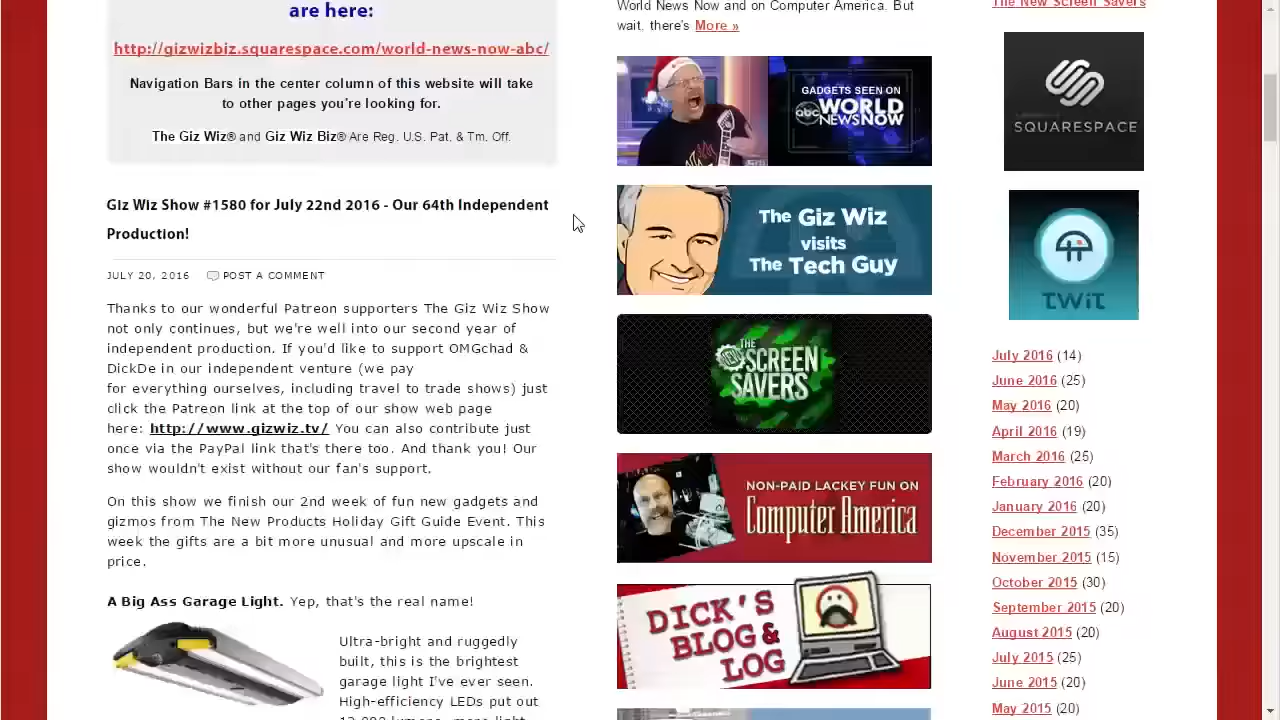 are here:
http://gizwizbiz.squarespace.com/world-news-now-abc/
Navigation Bars in the center column of this website will take
to other pages you're looking for.
The Giz Wiz® and Giz Wiz Biz® Are Reg. U.S. Pat. & Tm. Off.
Giz Wiz Show #1580 for July 22nd 2016 - Our 64th Independent
Production!
JULY 20, 2016 POST A COMMENT
Thanks to our wonderful Patreon supporters The Giz Wiz Show
not only continues, but we're well into our second year of
independent production. If you'd like to support OMGchad &
DickDe in our independent venture (we pay
for everything ourselves, including travel to trade shows) just
click the Patreon link at the top of our show web page
here: http://www.gizwiz.tv/ You can also contribute just
once via the PayPal link that's there too. And thank you! Our
show wouldn't exist without our fan's support.
On this show we finish our 2nd week of fun new gadgets and
gizmos from The New Products Holiday Gift Guide Event. This
week the gifts are a bit more unusual and more upscale in
price.
A Big Ass Garage Light. Yep, that's the real name!
Ultra-bright and ruggedly
built, this is the brightest
garage light I've ever seen.
High-efficiency LEDs put out
World News Now and on Computer America. But
wait, there's More »
GADGETS SEEN ON
abc WORLD
NEWS NOW
The Giz Wiz
visits
The Tech Guy
THE
NEW SCREEN
SAVERS
NON-PAID LACKEY FUN ON
Computer America
DICK'S
BLOG &
LOG
The New Screen Savers
SQUARESPACE
TWiT
July 2016 (14)
June 2016 (25)
May 2016 (20)
April 2016 (19)
March 2016 (25)
February 2016 (20)
January 2016 (20)
December 2015 (35)
November 2015 (15)
October 2015 (30)
September 2015 (20)
August 2015 (20)
July 2015 (25)
June 2015 (20)
May 2015 (20)